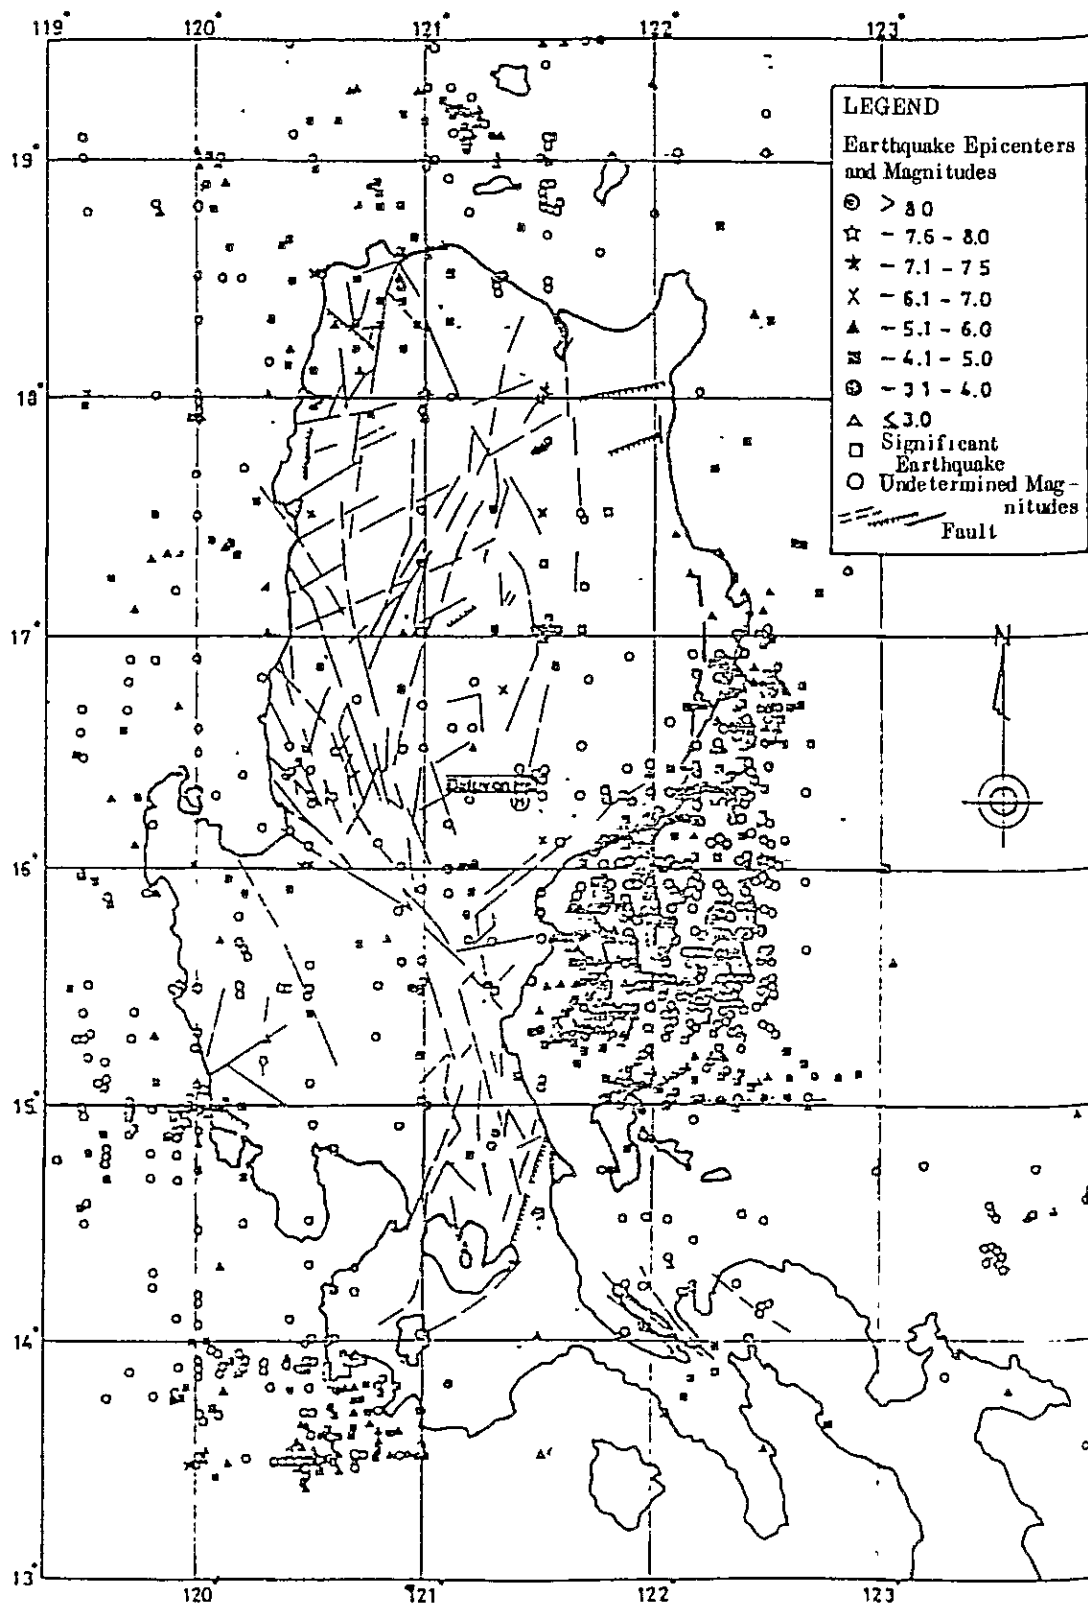 119° 120° 121° 122° 123°
LEGEND
Earthquake Epicenters
and Magnitudes
> 8 0
- 7.6 - 8.0
- 7.1 - 7 5
- 6.1 - 7.0
- 5.1 - 6.0
- 4.1 - 5.0
- 3 1 - 4.0
≤ 3.0
Significant
Earthquake
Undetermined Mag-
nitudes
Fault
19°
18°
17°
N
16°
15°
14°
13°
120° 121° 122° 123°